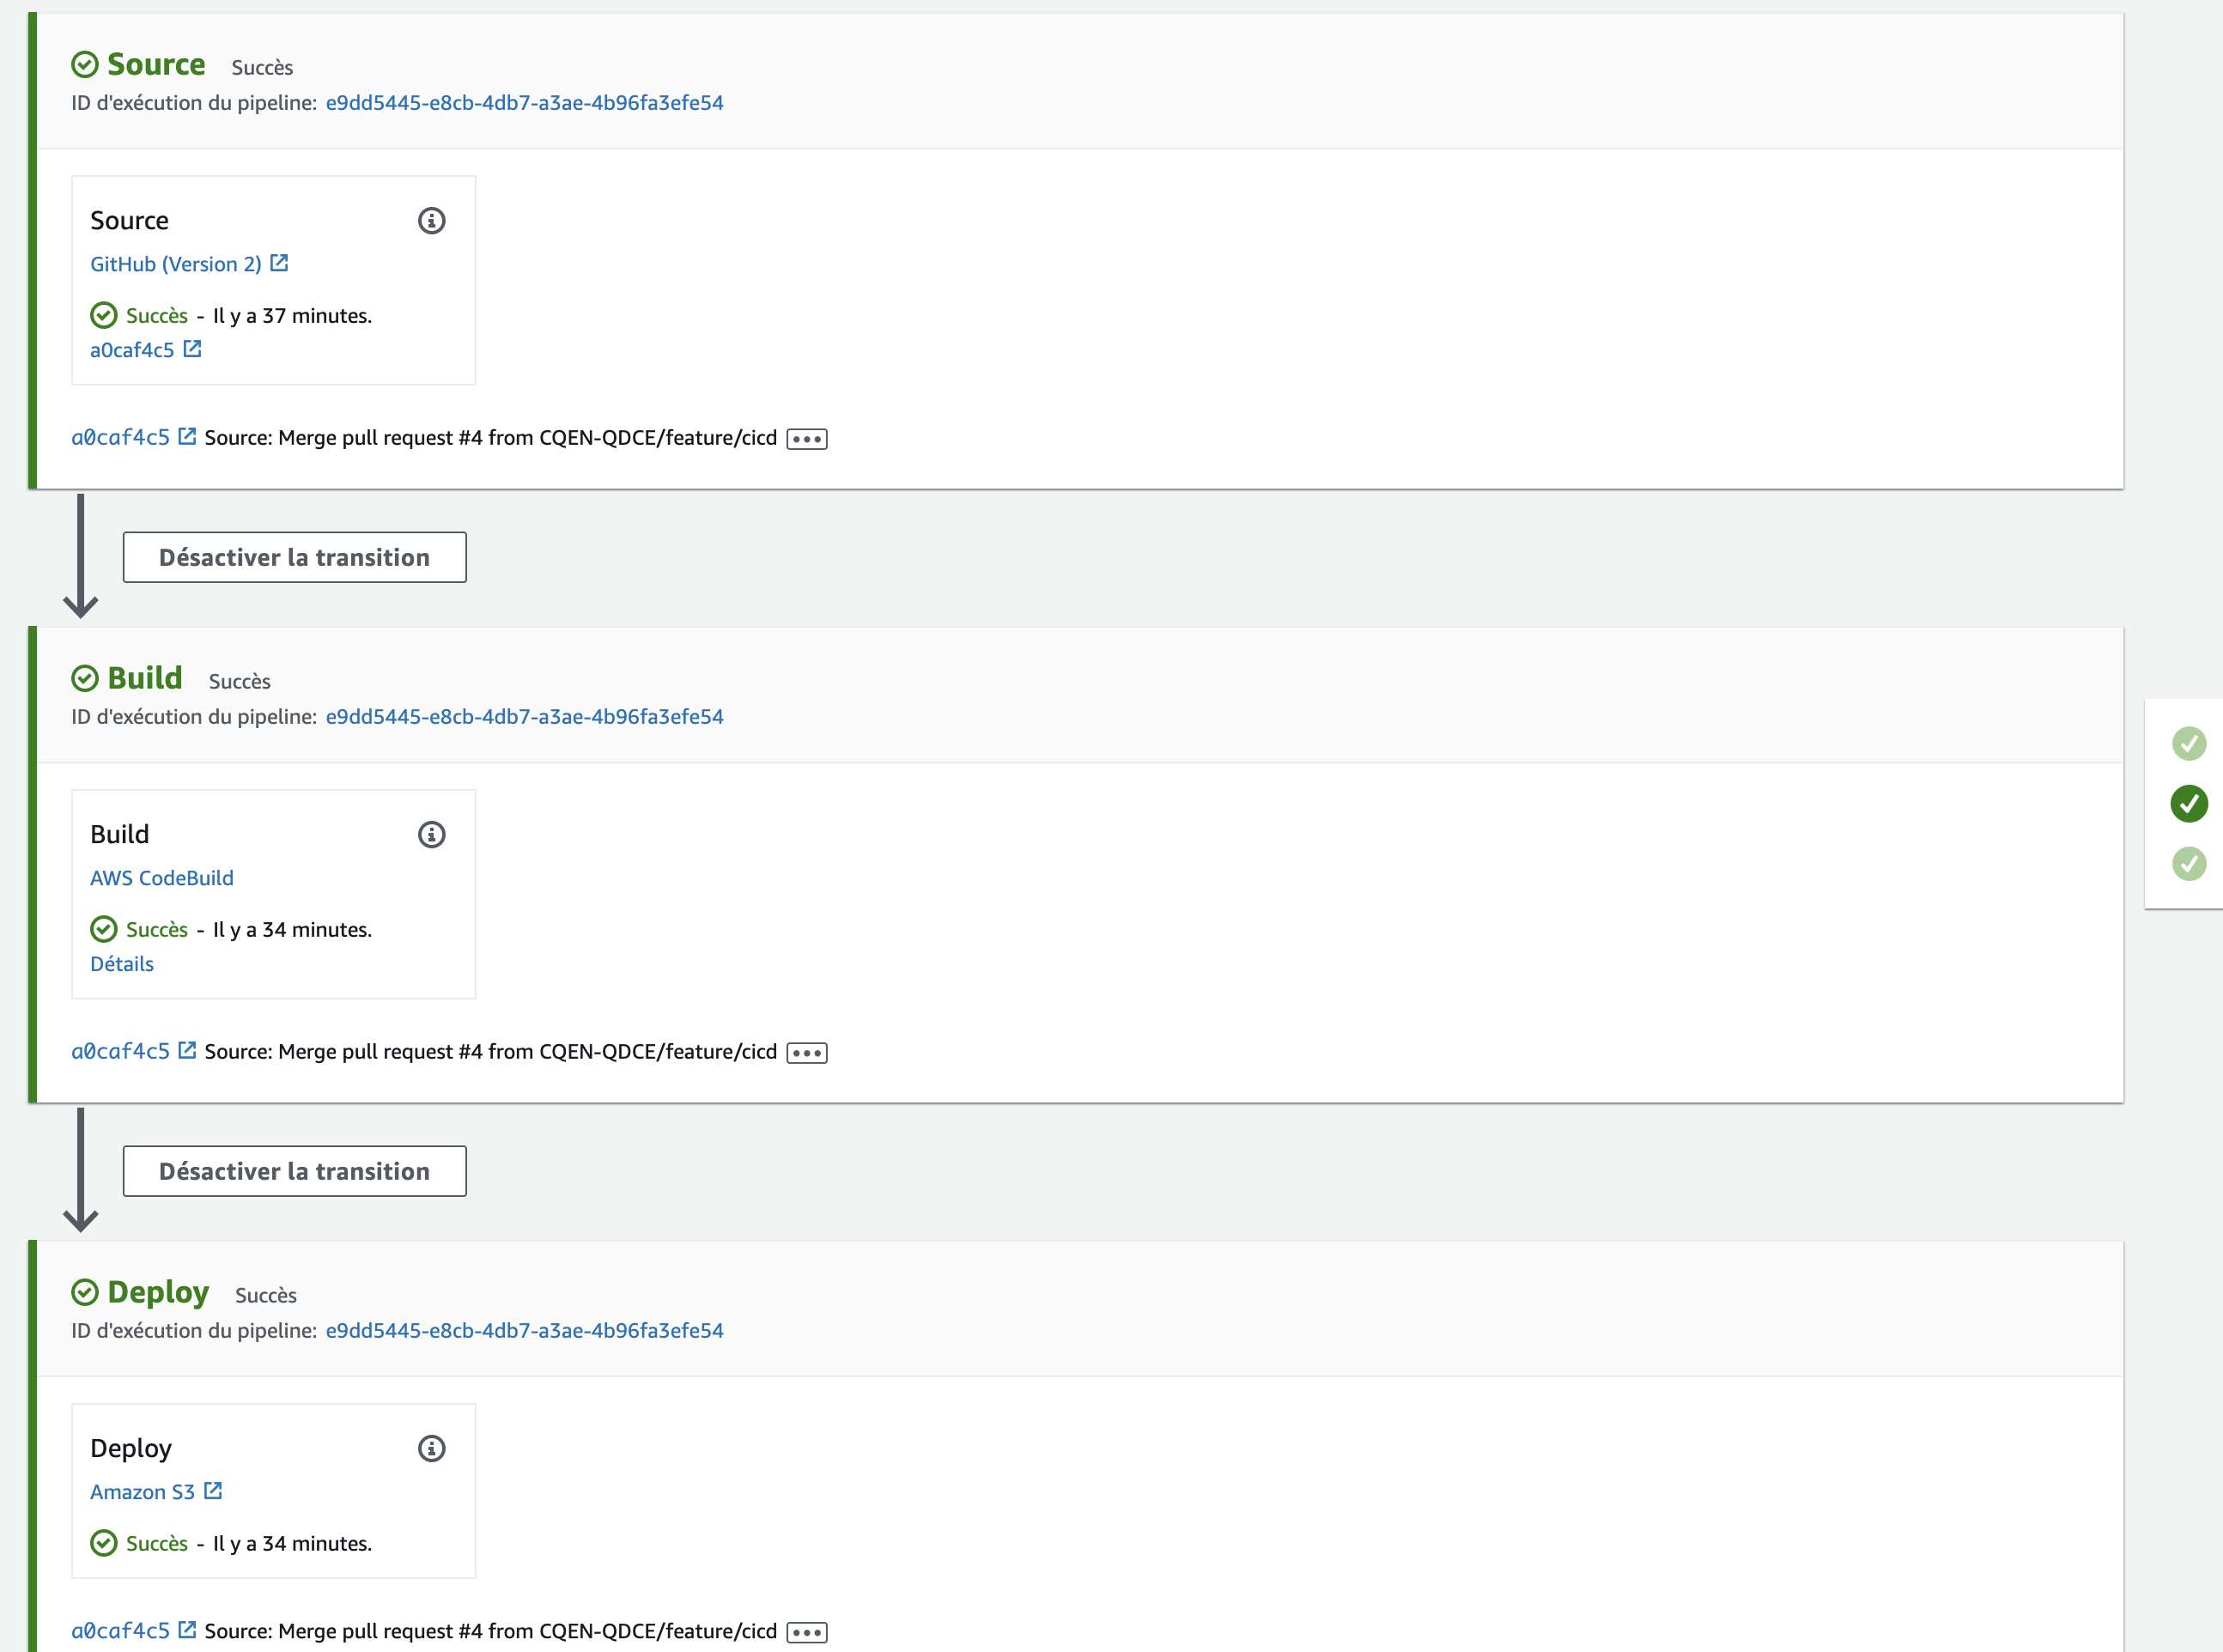 Source Succès
ID d'exécution du pipeline: e9dd5445-e8cb-4db7-a3ae-4b96fa3efe54
Source
GitHub (Version 2)
Succès - Il y a 37 minutes.
a0caf4c5
a0caf4c5 Source: Merge pull request #4 from CQEN-QDCE/feature/cicd
Désactiver la transition
Build Succès
ID d'exécution du pipeline: e9dd5445-e8cb-4db7-a3ae-4b96fa3efe54
Build
AWS CodeBuild
Succès - Il y a 34 minutes.
Détails
a0caf4c5 Source: Merge pull request #4 from CQEN-QDCE/feature/cicd
Désactiver la transition
Deploy Succès
ID d'exécution du pipeline: e9dd5445-e8cb-4db7-a3ae-4b96fa3efe54
Deploy
Amazon S3
Succès - Il y a 34 minutes.
a0caf4c5 Source: Merge pull request #4 from CQEN-QDCE/feature/cicd